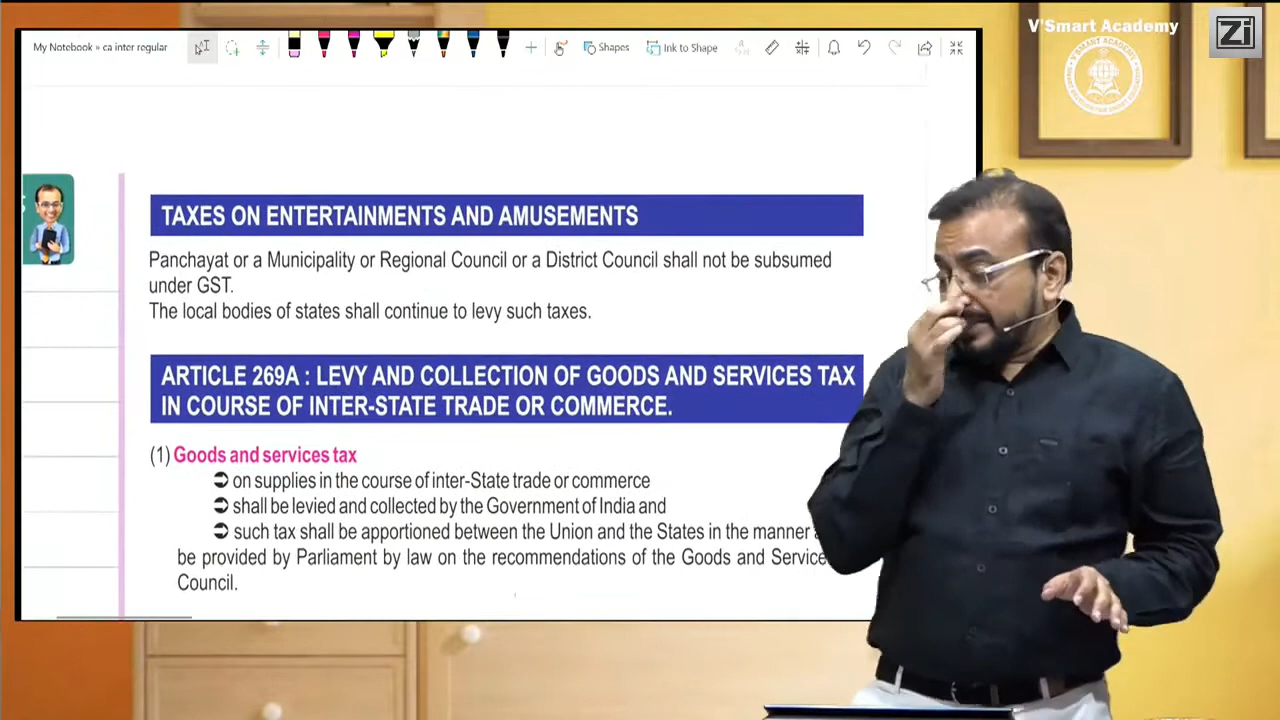 V'Smart Academy
Zi
My Notebook » ca inter regular
Shapes
Ink to Shape
TAXES ON ENTERTAINMENTS AND AMUSEMENTS
Panchayat or a Municipality or Regional Council or a District Council shall not be subsumed
under GST.
The local bodies of states shall continue to levy such taxes.
ARTICLE 269A : LEVY AND COLLECTION OF GOODS AND SERVICES TAX
IN COURSE OF INTER-STATE TRADE OR COMMERCE.
(1) Goods and services tax
➲ on supplies in the course of inter-State trade or commerce
➲ shall be levied and collected by the Government of India and
➲ such tax shall be apportioned between the Union and the States in the manner
be provided by Parliament by law on the recommendations of the Goods and Service
Council.